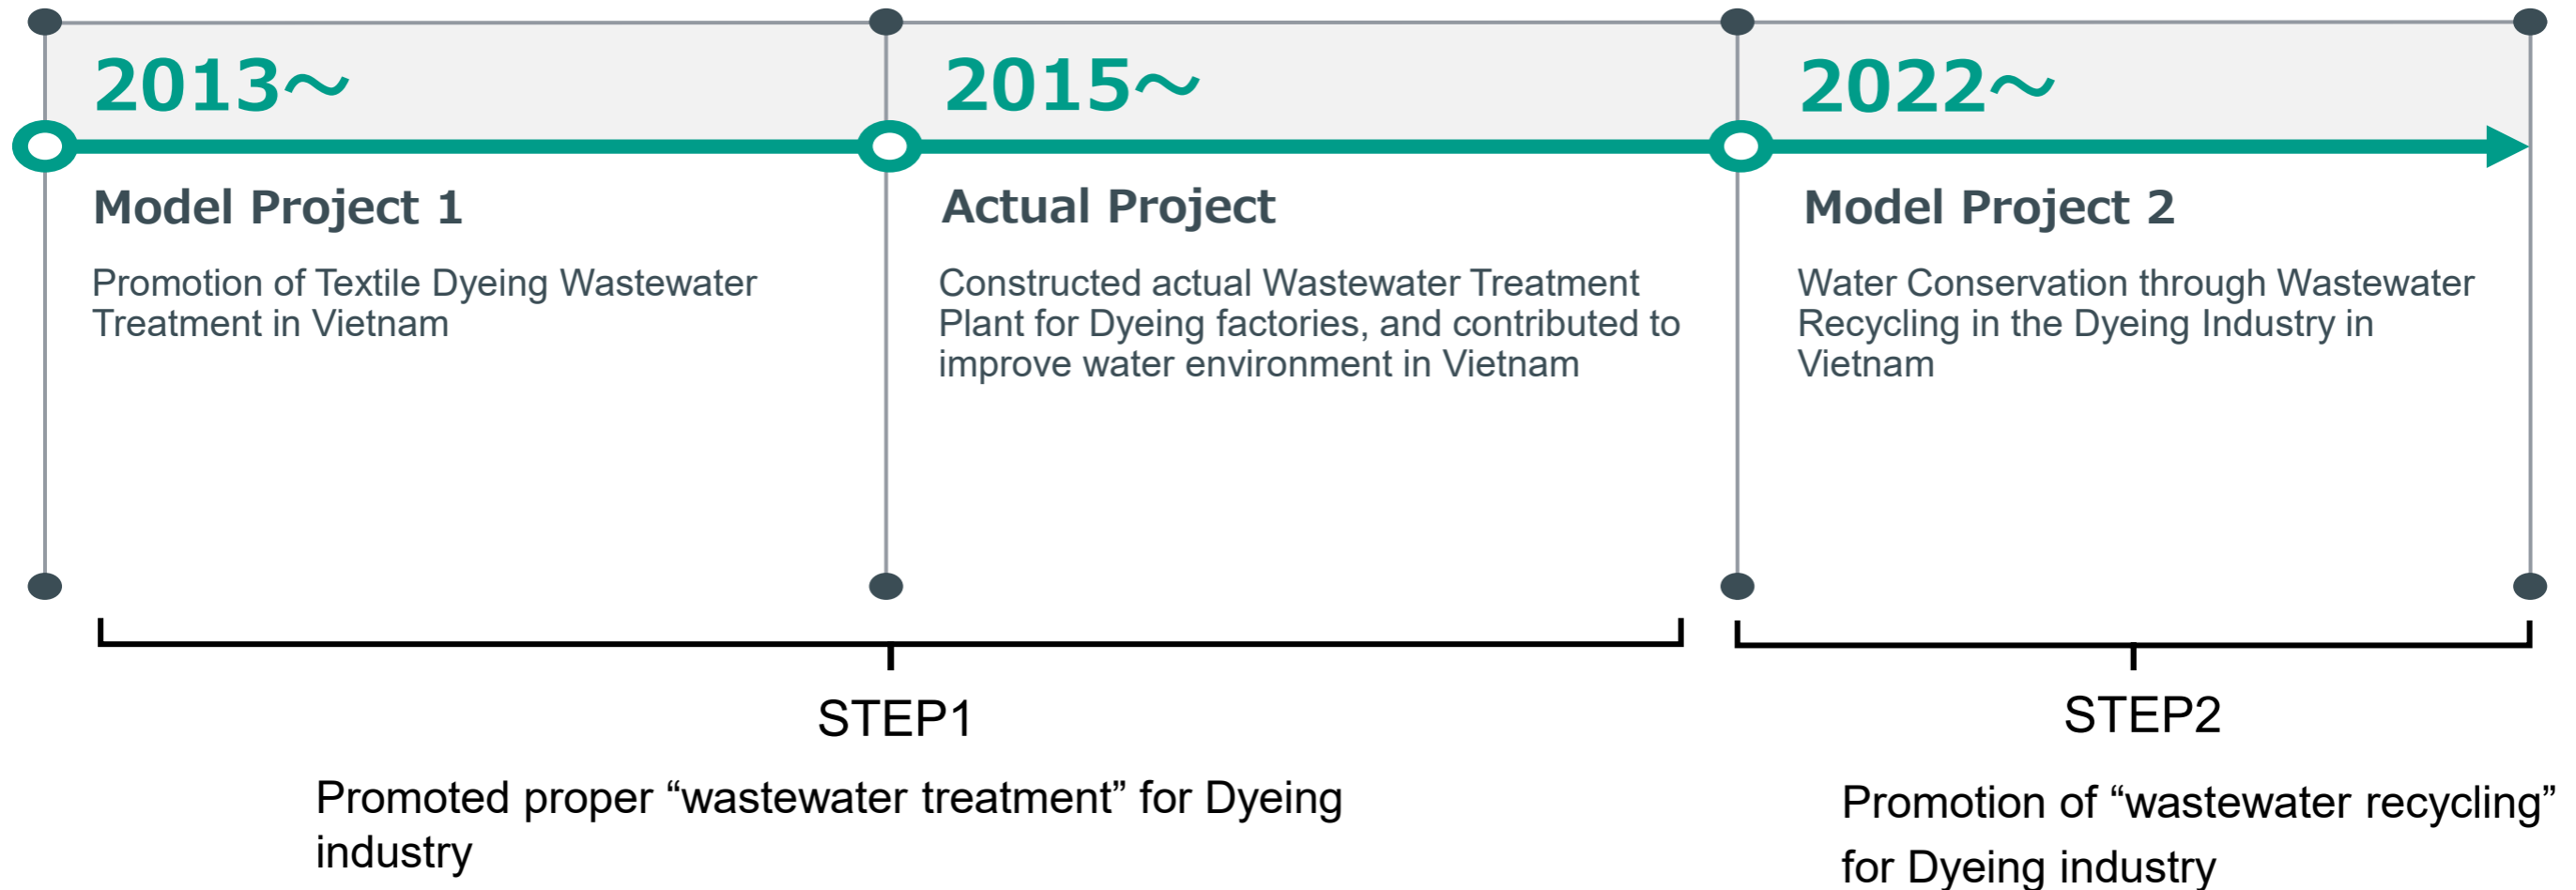 2013～
2015～
2022～
Model Project 1
Promotion of Textile Dyeing Wastewater
Treatment in Vietnam
Actual Project
Constructed actual Wastewater Treatment
Plant for Dyeing factories, and contributed to
improve water environment in Vietnam
Model Project 2
Water Conservation through Wastewater
Recycling in the Dyeing Industry in
Vietnam
STEP1
Promoted proper “wastewater treatment” for Dyeing
industry
STEP2
Promotion of “wastewater recycling”
for Dyeing industry